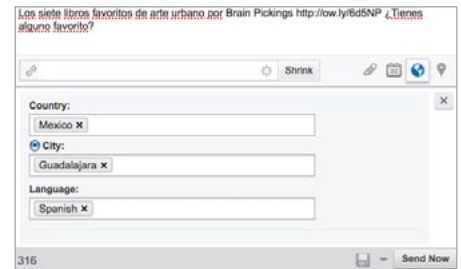 Los siete libros favoritos de arte urbano por Brain Pickings http://ow.ly/6d5NP ¿Tienes
alguno favorito?
Shrink
Country:
Mexico ×
City:
Guadalajara ×
Language:
Spanish ×
316
Send Now